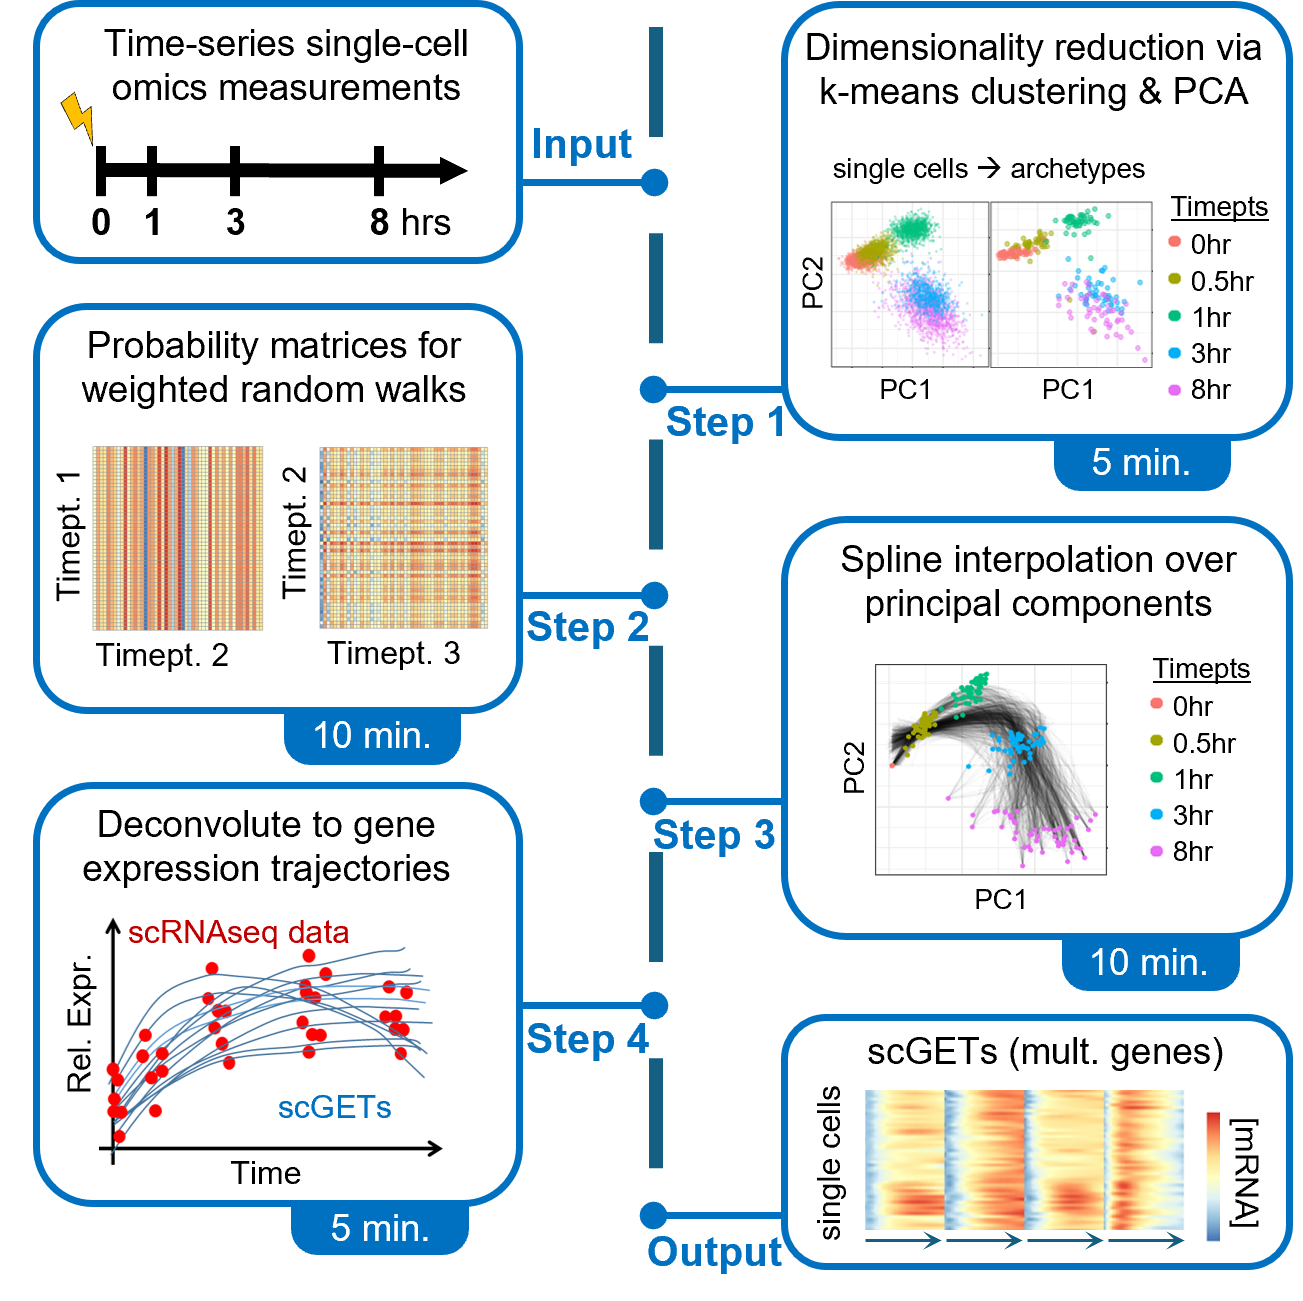 Time-series single-cell
omics measurements
0 1 3 8 hrs
Input
Dimensionality reduction via
k-means clustering & PCA
single cells → archetypes
PC2
PC1
PC1
Timepts
0hr
0.5hr
1hr
3hr
8hr
Step 1
5 min.
Probability matrices for
weighted random walks
Timept. 1
Timept. 2
Timept. 2
Timept. 3
Step 2
10 min.
Spline interpolation over
principal components
PC2
PC1
Timepts
0hr
0.5hr
1hr
3hr
8hr
Step 3
10 min.
Deconvolute to gene
expression trajectories
scRNAseq data
Rel. Expr.
scGETs
Time
Step 4
5 min.
scGETs (mult. genes)
single cells
[mRNA]
Output